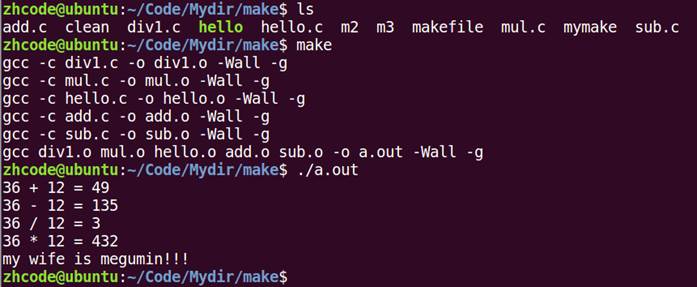 zhcode@ubuntu:~/Code/Mydir/make$ ls
add.c  clean  div1.c  hello  hello.c  m2  m3  makefile  mul.c  mymake  sub.c
zhcode@ubuntu:~/Code/Mydir/make$ make
gcc -c div1.c -o div1.o -Wall -g
gcc -c mul.c -o mul.o -Wall -g
gcc -c hello.c -o hello.o -Wall -g
gcc -c add.c -o add.o -Wall -g
gcc -c sub.c -o sub.o -Wall -g
gcc div1.o mul.o hello.o add.o sub.o -o a.out -Wall -g
zhcode@ubuntu:~/Code/Mydir/make$ ./a.out
36 + 12 = 49
36 - 12 = 135
36 / 12 = 3
36 * 12 = 432
my wife is megumin!!!
zhcode@ubuntu:~/Code/Mydir/make$